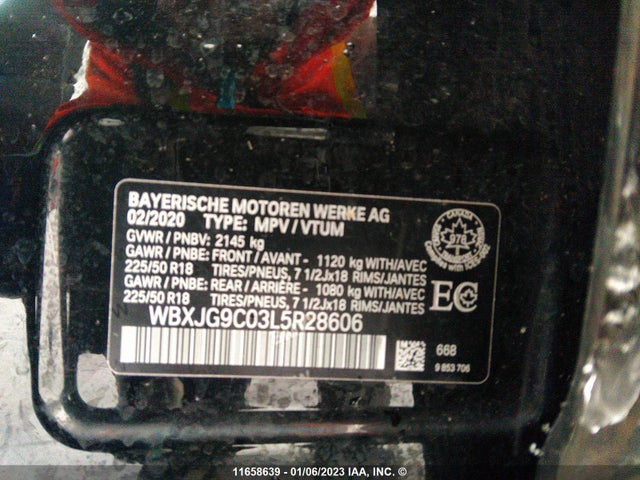 BAYERISCHE MOTOREN WERKE AG
02/2020 TYPE: MPV / VTUM
GVWR / PNBV: 2145 kg
GAWR / PNBE: FRONT / AVANT - 1120 kg WITH/AVEC
225/50 R18 TIRES/PNEUS, 7 1/2Jx18 RIMS/JANTES
GAWR / PNBE: REAR / ARRIÈRE - 1080 kg WITH/AVEC
225/50 R18 TIRES/PNEUS, 7 1/2Jx18 RIMS/JANTES
WBXJG9C03L5R28606
CANADA
978
EC
668
9 853 706
11658639 - 01/06/2023 IAA, INC. ©